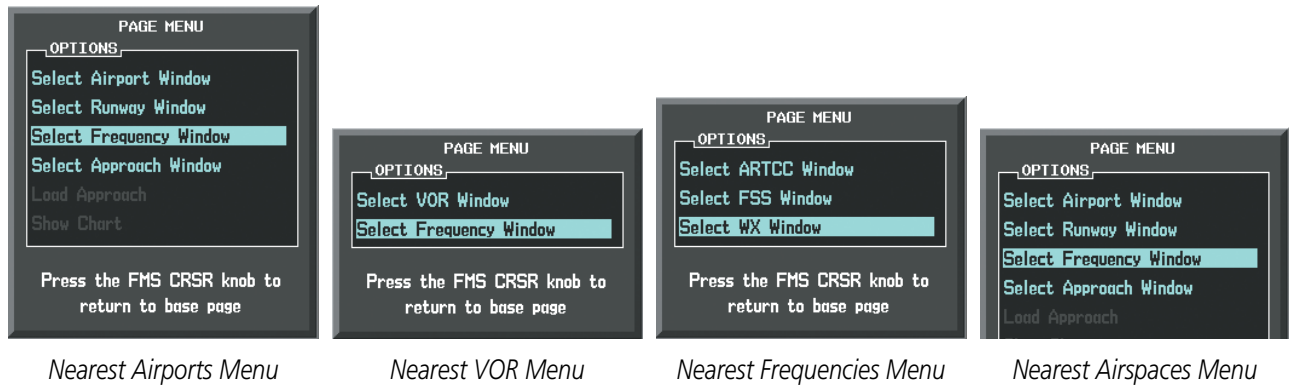 PAGE MENU
OPTIONS
Select Airport Window
Select Runway Window
Select Frequency Window
Select Approach Window
Load Approach
Show Chart
Press the FMS CRSR knob to
return to base page
Nearest Airports Menu
PAGE MENU
OPTIONS
Select VOR Window
Select Frequency Window
Press the FMS CRSR knob to
return to base page
Nearest VOR Menu
PAGE MENU
OPTIONS
Select ARTCC Window
Select FSS Window
Select WX Window
Press the FMS CRSR knob to
return to base page
Nearest Frequencies Menu
PAGE MENU
OPTIONS
Select Airport Window
Select Runway Window
Select Frequency Window
Select Approach Window
Load Approach
Nearest Airspaces Menu